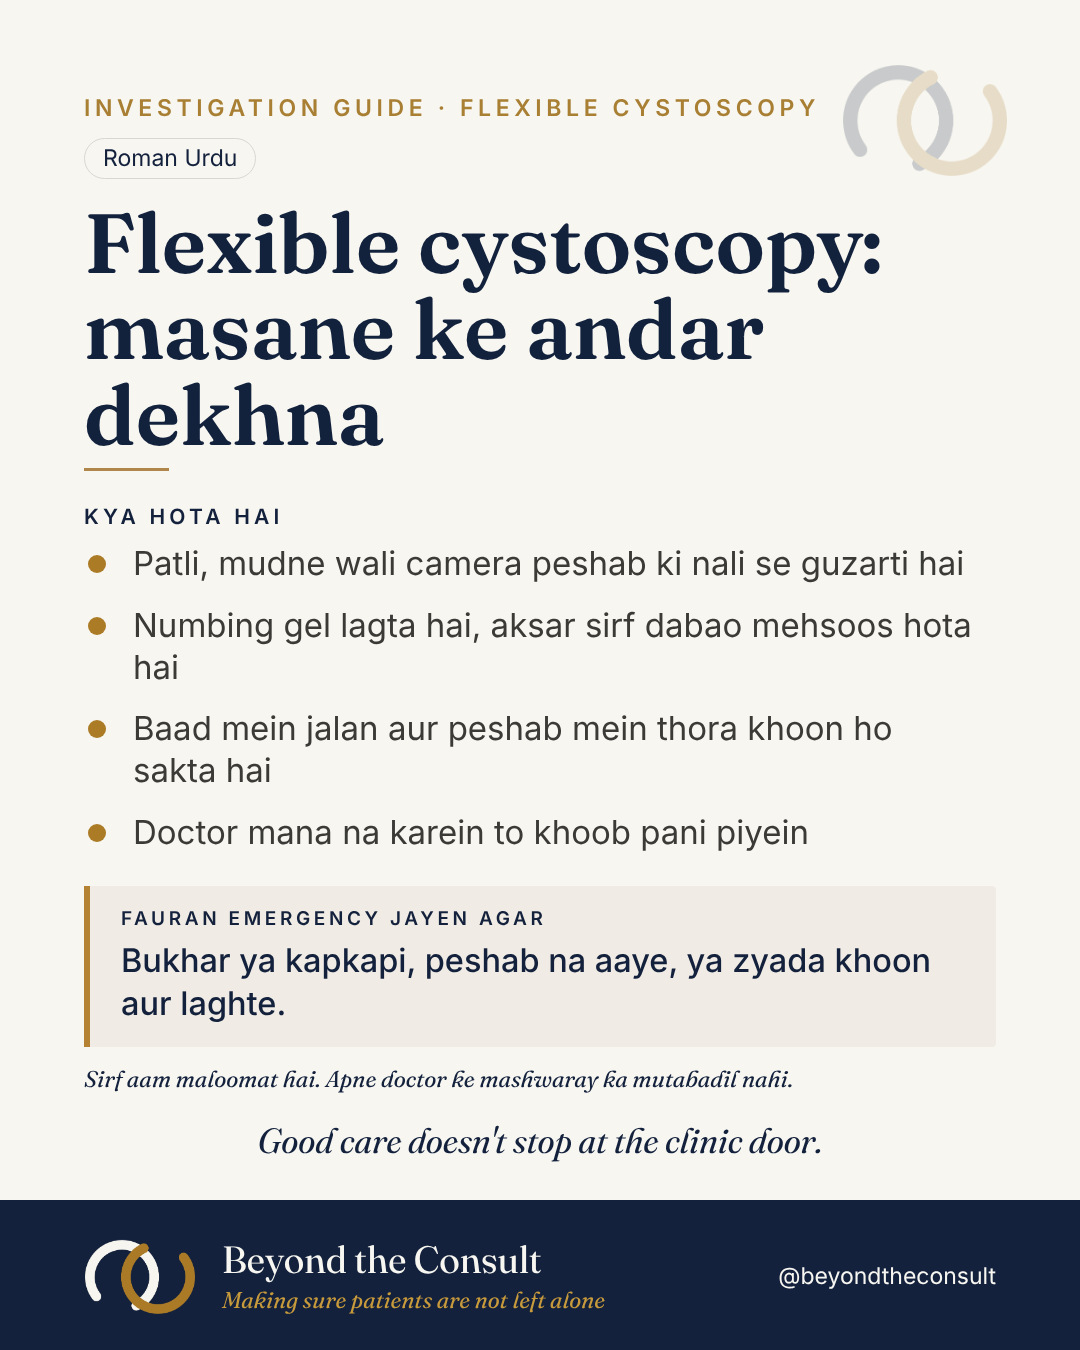 INVESTIGATION GUIDE · FLEXIBLE CYSTOSCOPY
Roman Urdu
Flexible cystoscopy:
masane ke andar
dekhna
KYA HOTA HAI
Patli, mudne wali camera peshab ki nali se guzarti hai
Numbing gel lagta hai, aksar sirf dabao mehsoos hota
hai
Baad mein jalan aur peshab mein thora khoon ho
sakta hai
Doctor mana na karein to khoob pani piyein
FAURAN EMERGENCY JAYEN AGAR
Bukhar ya kapkapi, peshab na aaye, ya zyada khoon
aur laghte.
Sirf aam maloomat hai. Apne doctor ke mashwaray ka mutabadil nahi.
Good care doesn't stop at the clinic door.
Beyond the Consult
Making sure patients are not left alone
@beyondtheconsult